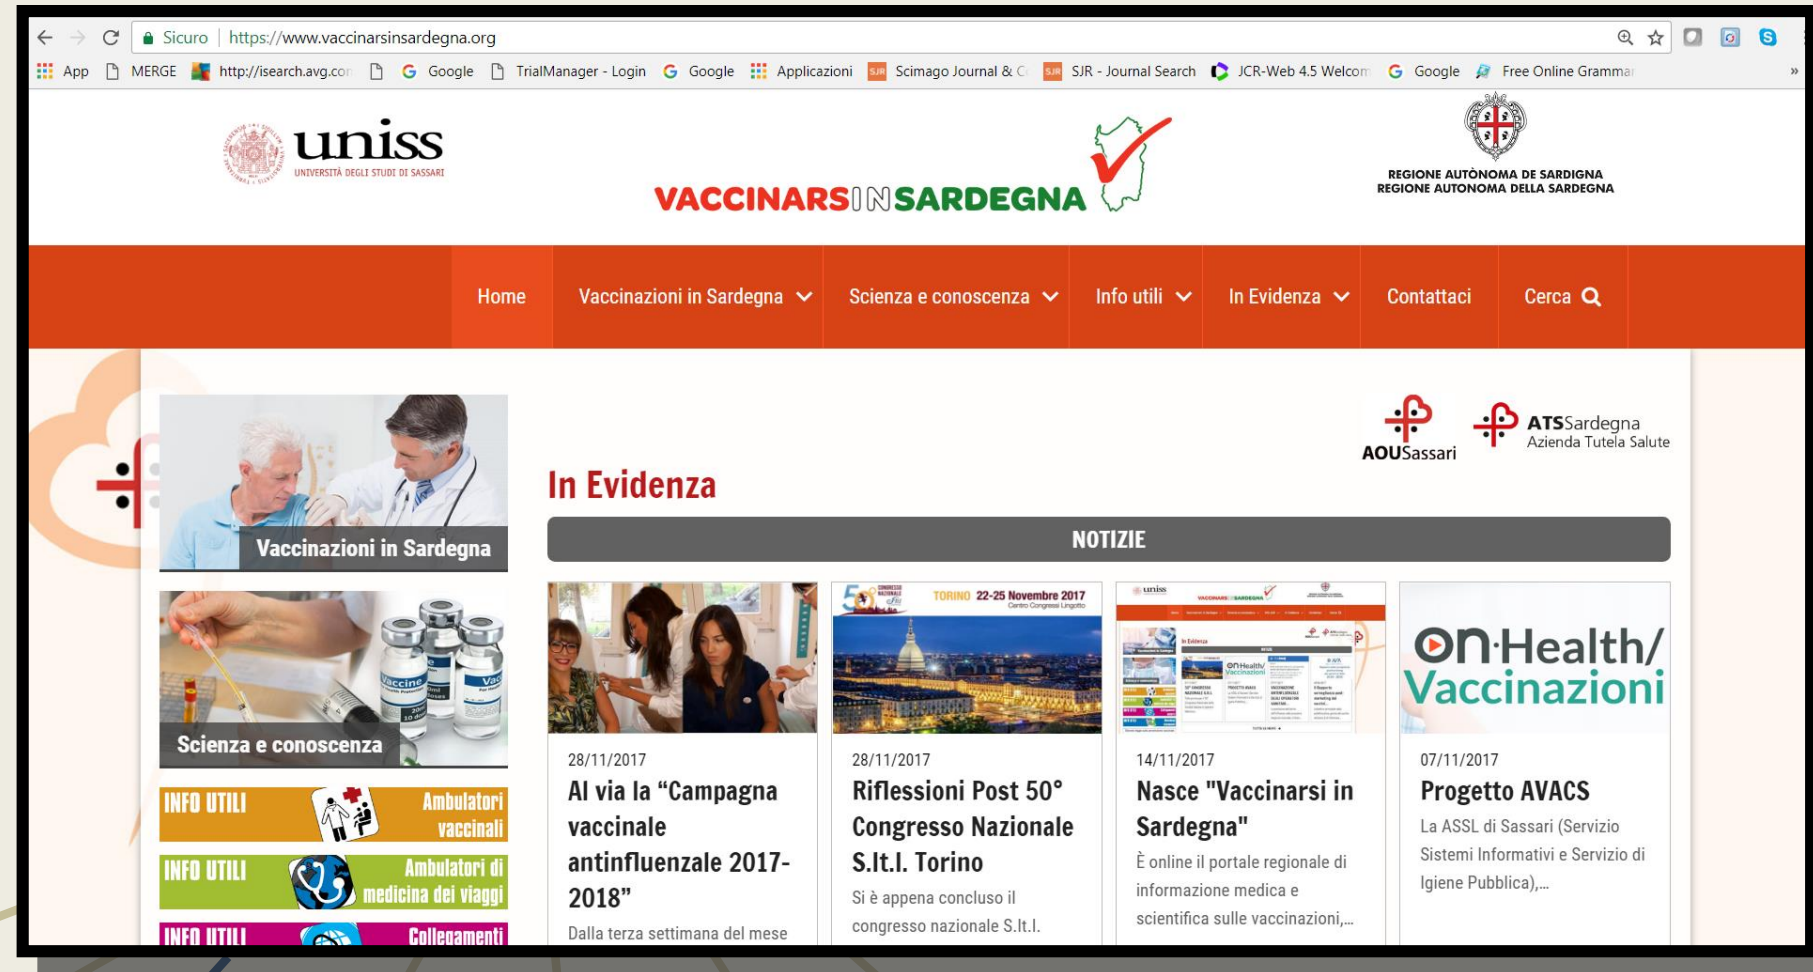 Sicuro | https://www.vaccinarsinsardegna.org
App MERGE http://isearch.avg.com Google TrialManager - Login Google Applicazioni Scimago Journal & C SJR - Journal Search JCR-Web 4.5 Welcom Google Free Online Grammar »
uniss
UNIVERSITÀ DEGLI STUDI DI SASSARI
VACCINARSINSARDEGNA
REGIONE AUTÒNOMA DE SARDIGNA
REGIONE AUTONOMA DELLA SARDEGNA
Home Vaccinazioni in Sardegna Scienza e conoscenza Info utili In Evidenza Contattaci Cerca
AOUSassari
ATSSardegna
Azienda Tutela Salute
Vaccinazioni in Sardegna
In Evidenza
NOTIZIE
Vaccine
Scienza e conoscenza
INFO UTILI Ambulatori
vaccinali
INFO UTILI Ambulatori di
medicina dei viaggi
INFO UTILI Collegamenti
28/11/2017
Al via la “Campagna
vaccinale
antinfluenzale 2017-
2018”
Dalla terza settimana del mese
TORINO 22-25 Novembre 2017
Centro Congressi Lingotto
28/11/2017
Riflessioni Post 50°
Congresso Nazionale
S.It.I. Torino
Si è appena concluso il
congresso nazionale S.It.I.
uniss
14/11/2017
Nasce "Vaccinarsi in
Sardegna"
È online il portale regionale di
informazione medica e
scientifica sulle vaccinazioni,...
on·Health/
Vaccinazioni
07/11/2017
Progetto AVACS
La ASSL di Sassari (Servizio
Sistemi Informativi e Servizio di
Igiene Pubblica),...